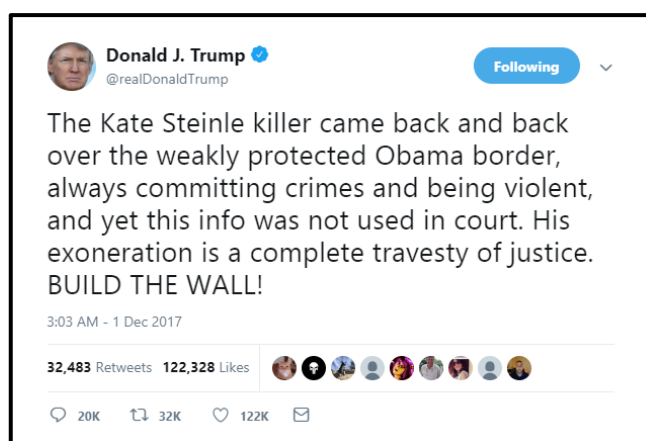 Donald J. Trump
@realDonaldTrump
Following
The Kate Steinle killer came back and back
over the weakly protected Obama border,
always committing crimes and being violent,
and yet this info was not used in court. His
exoneration is a complete travesty of justice.
BUILD THE WALL!
3:03 AM - 1 Dec 2017
32,483 Retweets 122,328 Likes
20K 32K 122K